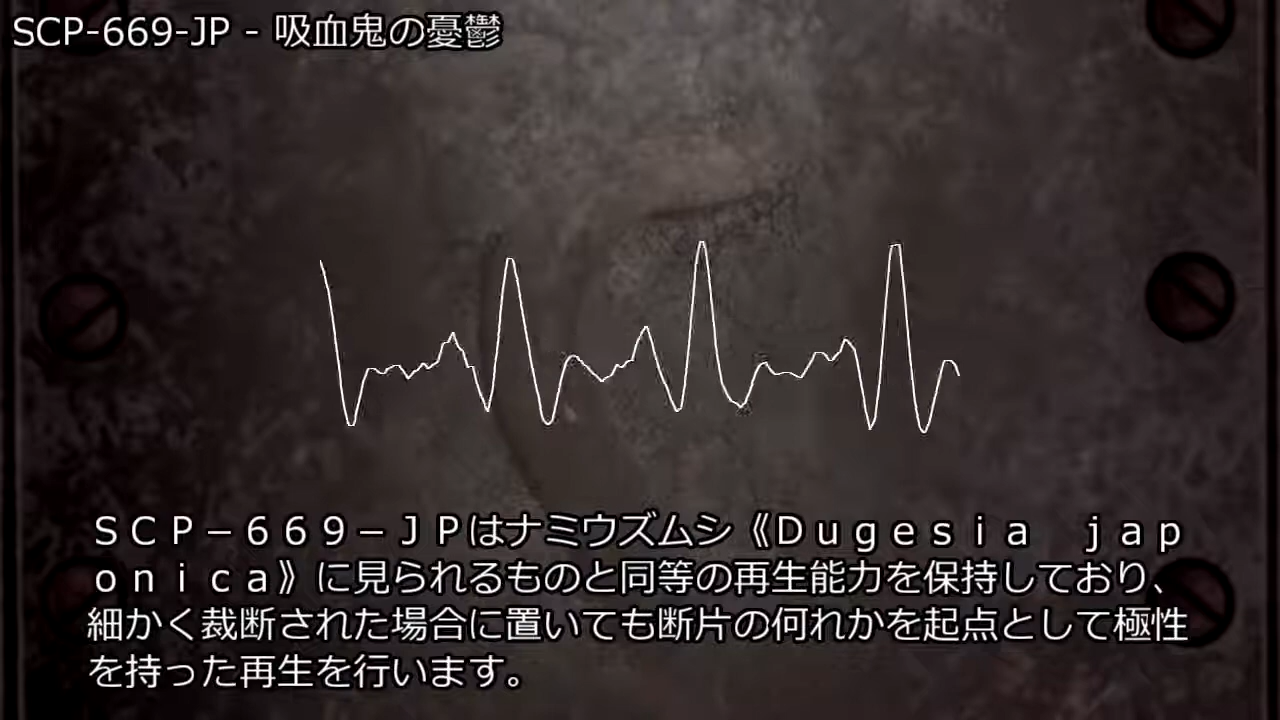 SCP-669-JP - 吸血鬼の憂鬱
ＳＣＰ－６６９－ＪＰはナミウズムシ《Ｄｕｇｅｓｉａ　ｊａｐ
ｏｎｉｃａ》に見られるものと同等の再生能力を保持しており、
細かく裁断された場合に置いても断片の何れかを起点として極性
を持った再生を行います。